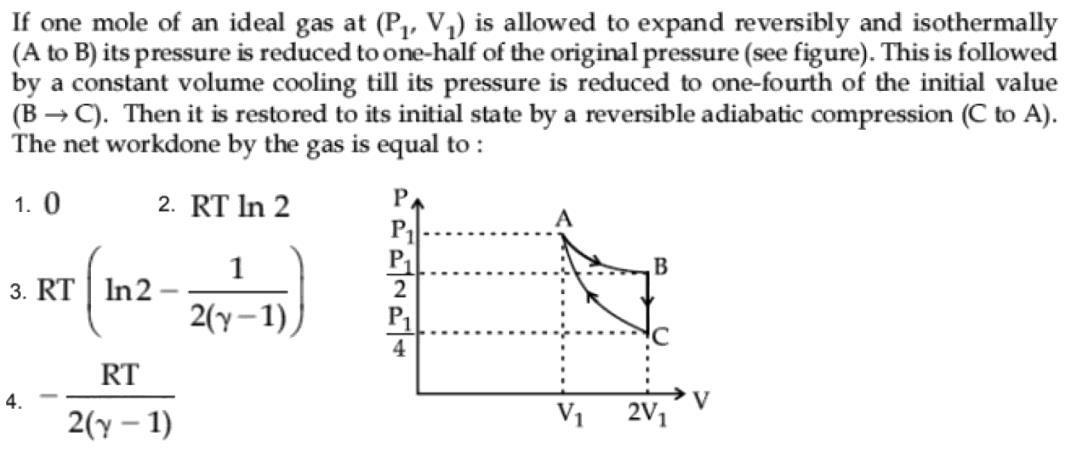 If one mole of an ideal gas at (P₁, V₁) is allowed to expand reversibly and isothermally
(A to B) its pressure is reduced to one-half of the original pressure (see figure). This is followed
by a constant volume cooling till its pressure is reduced to one-fourth of the initial value
(B → C). Then it is restored to its initial state by a reversible adiabatic compression (C to A).
The net workdone by the gas is equal to :
1. 0
2. RT ln 2
3. RT ( ln2 − 1/2(γ−1) )
4. − RT/2(γ − 1)
P
P₁
P₁/2
P₁/4
A
B
C
V₁
2V₁
V